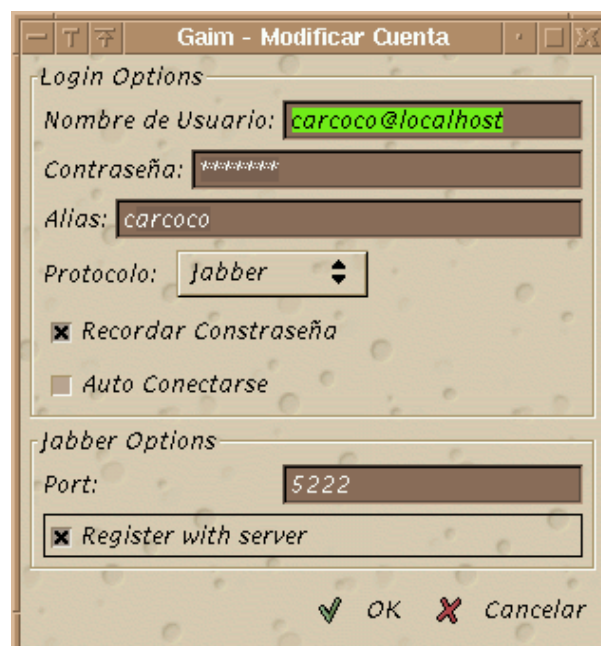 Gaim - Modificar Cuenta
Login Options
Nombre de Usuario: carcoco@localhost
Contraseña: *******
Alias: carcoco
Protocolo: Jabber
Recordar Constraseña
Auto Conectarse
Jabber Options
Port: 5222
Register with server
OK Cancelar